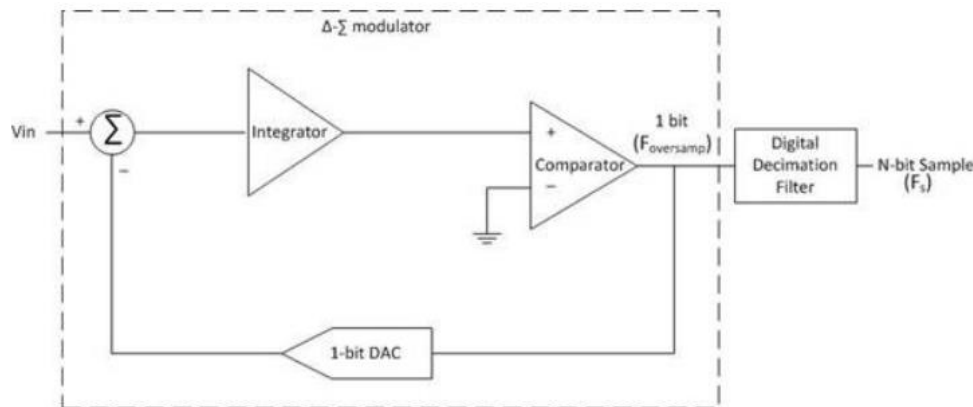 Δ-∑ modulator
Vin
+
∑
−
Integrator
+
Comparator
−
1 bit
(Foversamp)
Digital
Decimation
Filter
N-bit Sample
(Fs)
1-bit DAC